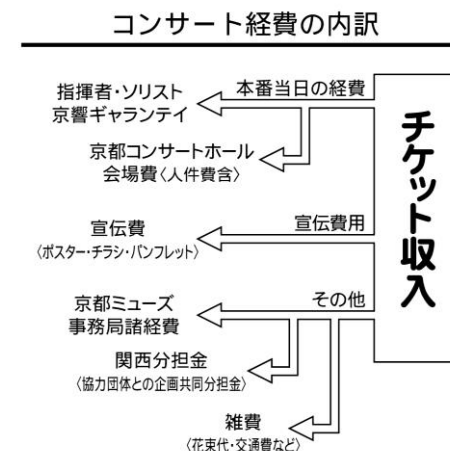 コンサート経費の内訳
指揮者・ソリスト
京響ギャランティ
本番当日の経費
京都コンサートホール
会場費〈人件費含〉
宣伝費
〈ポスター・チラシ・パンフレット〉
宣伝費用
京都ミューズ
事務局諸経費
その他
関西分担金
〈協力団体との企画共同分担金〉
雑費
〈花束代・交通費など〉
チケット収入